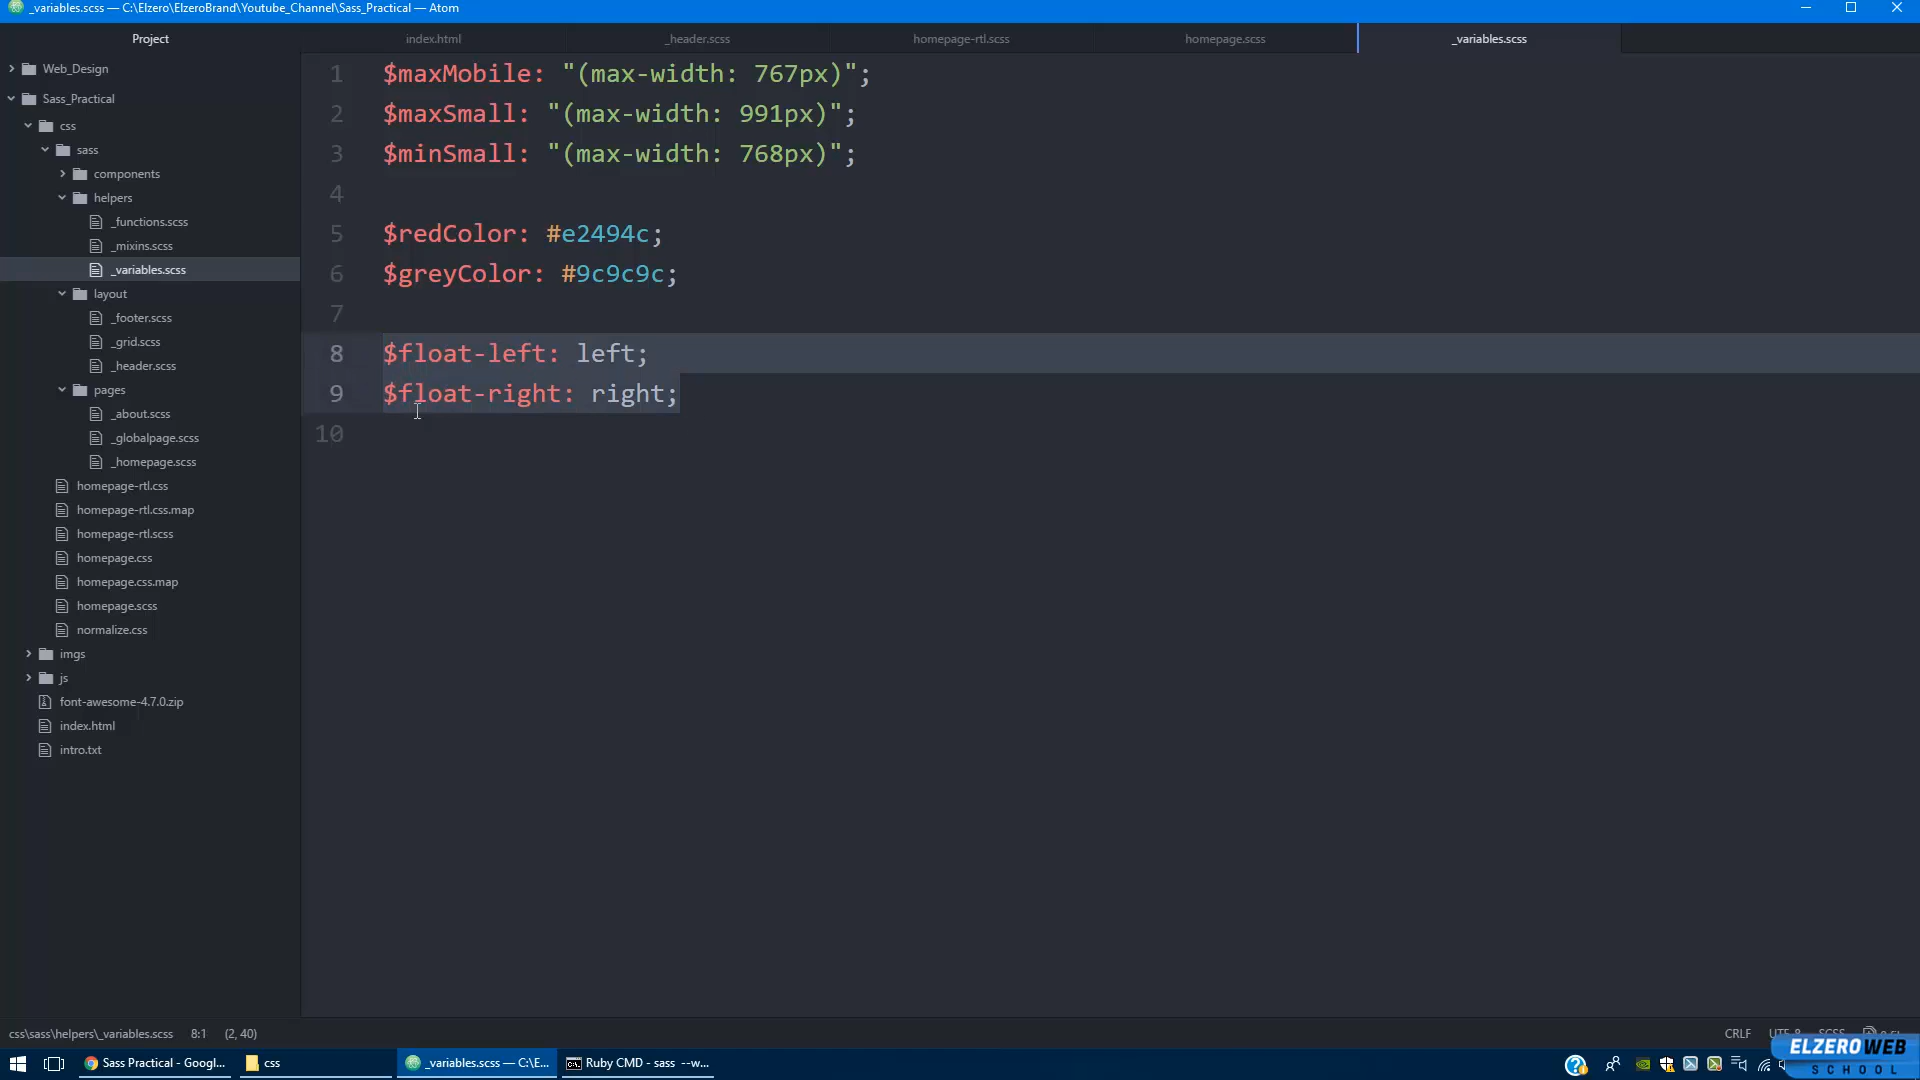 _variables.scss — C:\Elzero\ElzeroBrand\Youtube_Channel\Sass_Practical — Atom
Project
index.html
_header.scss
homepage-rtl.scss
homepage.scss
_variables.scss
Web_Design
Sass_Practical
css
sass
components
helpers
_functions.scss
_mixins.scss
_variables.scss
layout
_footer.scss
_grid.scss
_header.scss
pages
_about.scss
_globalpage.scss
_homepage.scss
homepage-rtl.css
homepage-rtl.css.map
homepage-rtl.scss
homepage.css
homepage.css.map
homepage.scss
normalize.css
imgs
js
font-awesome-4.7.0.zip
index.html
intro.txt
1 $maxMobile: "(max-width: 767px)";
2 $maxSmall: "(max-width: 991px)";
3 $minSmall: "(max-width: 768px)";
4
5 $redColor: #e2494c;
6 $greyColor: #9c9c9c;
7
8 $float-left: left;
9 $float-right: right;
10
css\sass\helpers\_variables.scss 8:1 (2, 40)
CRLF UTF-8 SCSS
Sass Practical - Googl...
css
_variables.scss — C:\E...
Ruby CMD - sass --w...
ELZEROWEB
SCHOOL